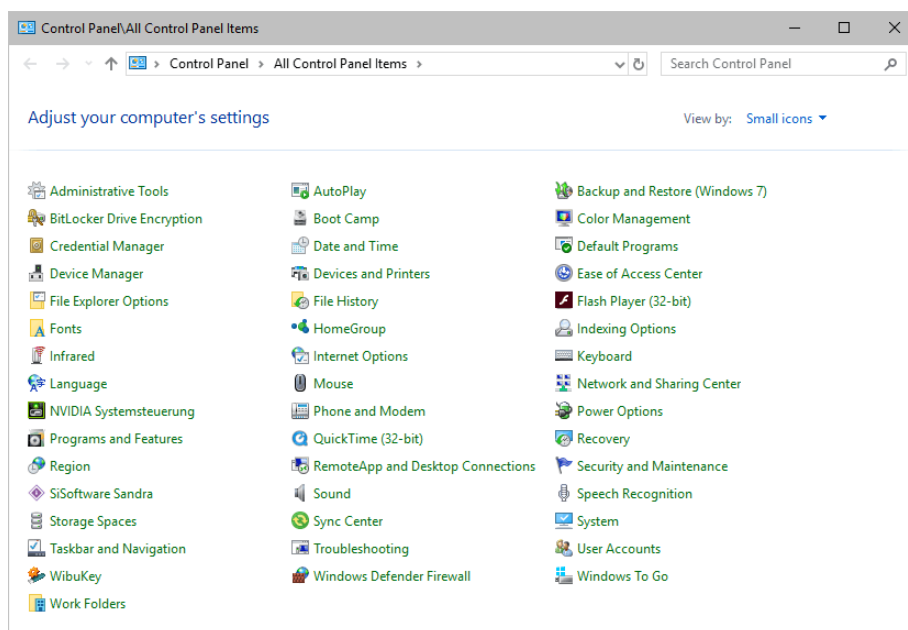 Control Panel\All Control Panel Items
Control Panel > All Control Panel Items >
Search Control Panel
Adjust your computer's settings
View by: Small icons
Administrative Tools
AutoPlay
Backup and Restore (Windows 7)
BitLocker Drive Encryption
Boot Camp
Color Management
Credential Manager
Date and Time
Default Programs
Device Manager
Devices and Printers
Ease of Access Center
File Explorer Options
File History
Flash Player (32-bit)
Fonts
HomeGroup
Indexing Options
Infrared
Internet Options
Keyboard
Language
Mouse
Network and Sharing Center
NVIDIA Systemsteuerung
Phone and Modem
Power Options
Programs and Features
QuickTime (32-bit)
Recovery
Region
RemoteApp and Desktop Connections
Security and Maintenance
SiSoftware Sandra
Sound
Speech Recognition
Storage Spaces
Sync Center
System
Taskbar and Navigation
Troubleshooting
User Accounts
WibuKey
Windows Defender Firewall
Windows To Go
Work Folders